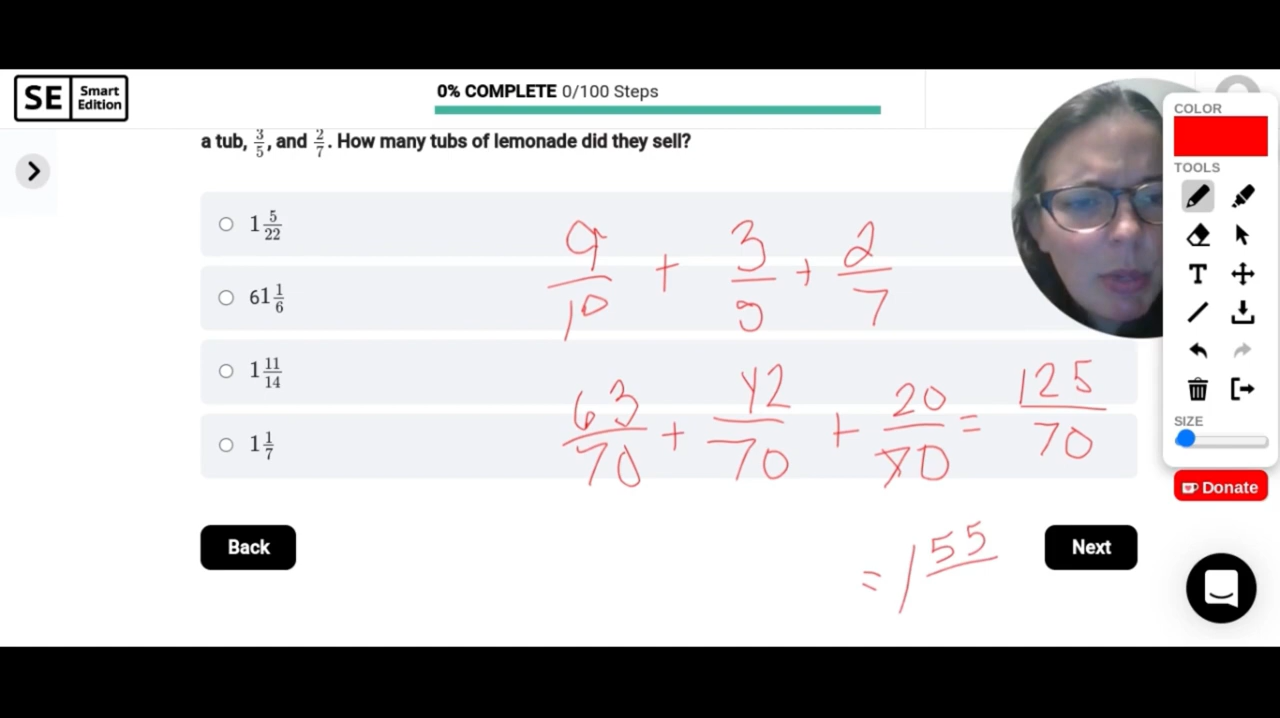 SE Smart Edition
0% COMPLETE 0/100 Steps
a tub, 3/5, and 2/7. How many tubs of lemonade did they sell?
1 5/22
61 1/6
1 11/14
1 1/7
9/10 + 3/5 + 2/7
63/70 + 42/70 + 20/70 = 125/70
= 1 55
Back
Next
COLOR
TOOLS
T
SIZE
Donate